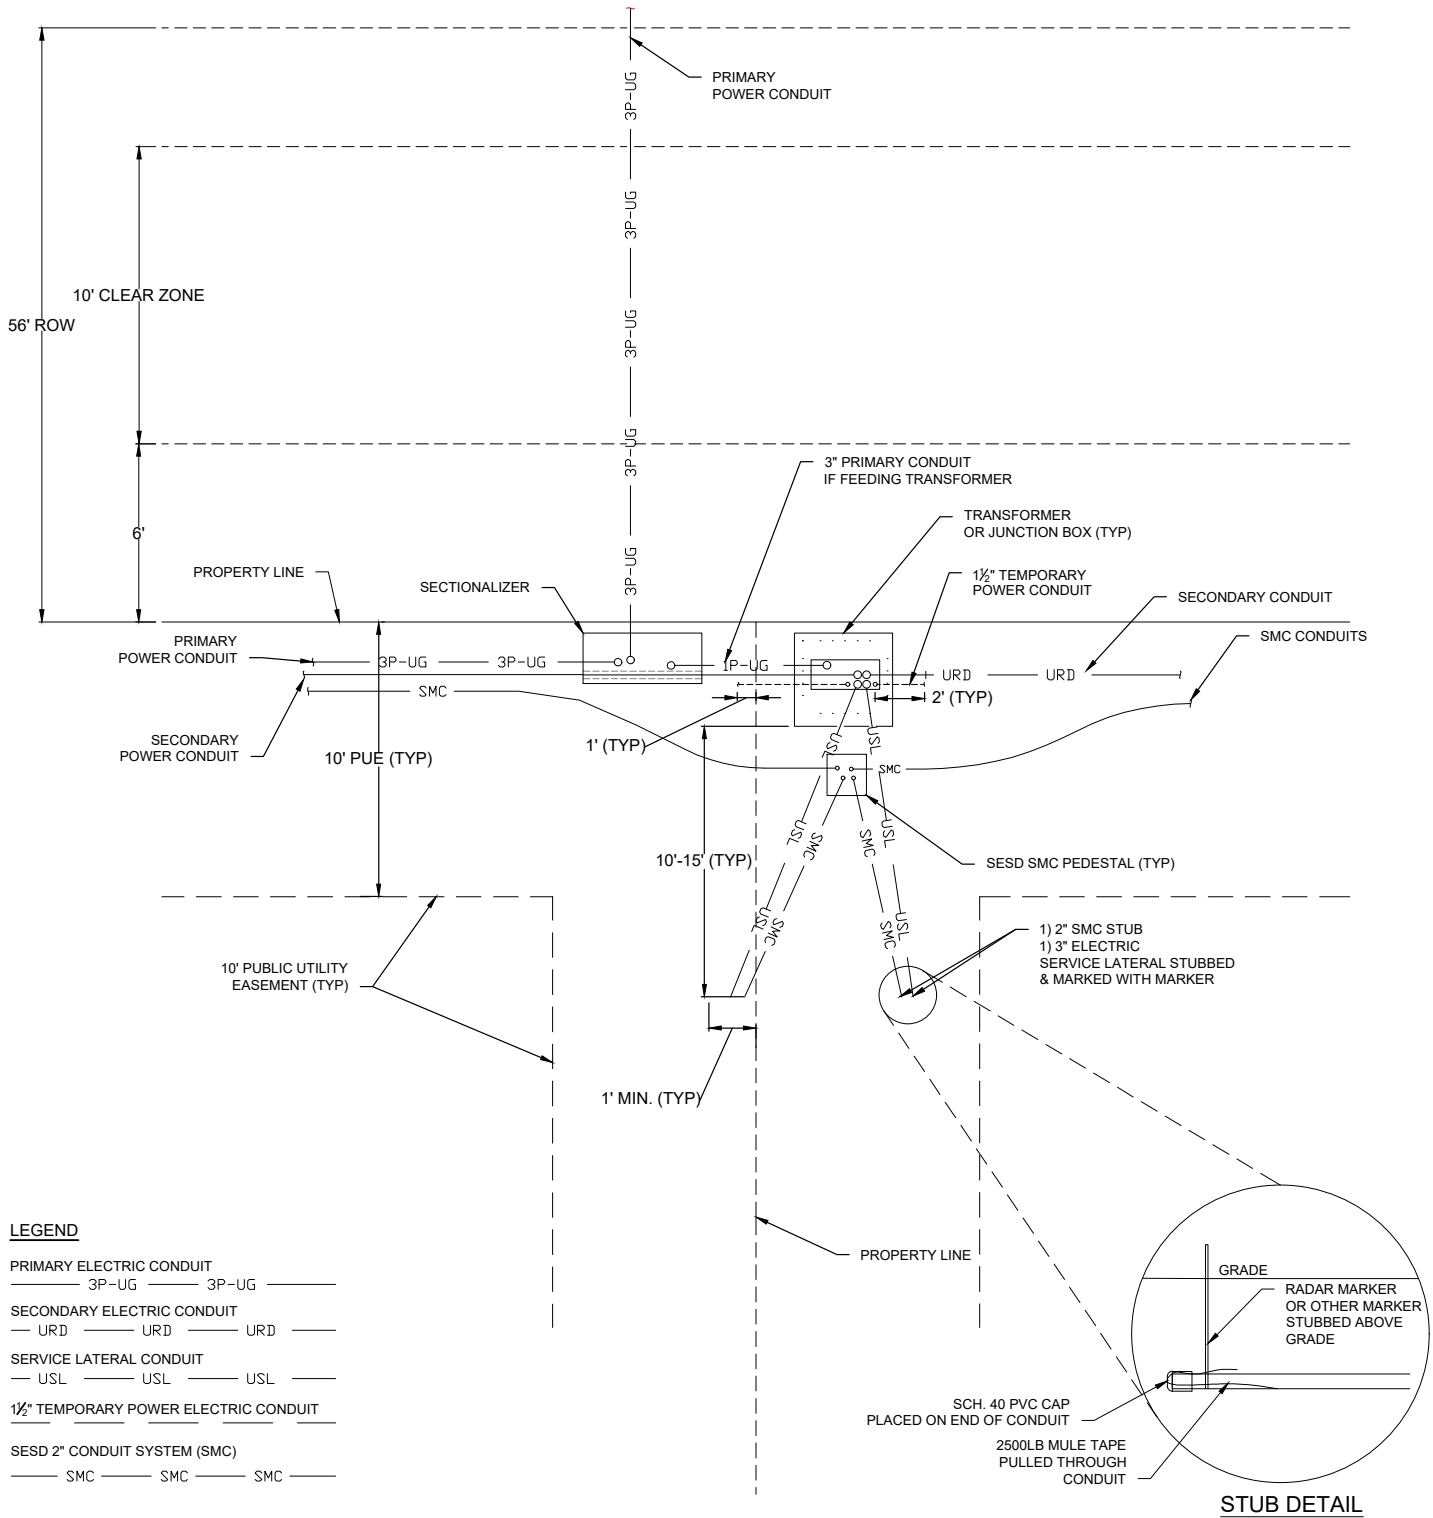 PRIMARY
POWER CONDUIT
3P-UG
3P-UG
3P-UG
3P-UG
3P-UG
3P-UG
10' CLEAR ZONE
56' ROW
6'
3" PRIMARY CONDUIT
IF FEEDING TRANSFORMER
TRANSFORMER
OR JUNCTION BOX (TYP)
PROPERTY LINE
SECTIONALIZER
1½" TEMPORARY
POWER CONDUIT
SECONDARY CONDUIT
SMC CONDUITS
PRIMARY
POWER CONDUIT
3P-UG
3P-UG
1P-UG
URD
URD
SMC
2' (TYP)
SECONDARY
POWER CONDUIT
10' PUE (TYP)
1' (TYP)
USL
USL
SMC
USL
SMC
SMC
USL
10'-15' (TYP)
SESD SMC PEDESTAL (TYP)
USL
SMC
SMC
USL
1) 2" SMC STUB
1) 3" ELECTRIC
SERVICE LATERAL STUBBED
& MARKED WITH MARKER
10' PUBLIC UTILITY
EASEMENT (TYP)
1' MIN. (TYP)
PROPERTY LINE
LEGEND
PRIMARY ELECTRIC CONDUIT
3P-UG 3P-UG
SECONDARY ELECTRIC CONDUIT
URD URD URD
SERVICE LATERAL CONDUIT
USL USL USL
1½" TEMPORARY POWER ELECTRIC CONDUIT
SESD 2" CONDUIT SYSTEM (SMC)
SMC SMC SMC
GRADE
RADAR MARKER
OR OTHER MARKER
STUBBED ABOVE
GRADE
SCH. 40 PVC CAP
PLACED ON END OF CONDUIT
2500LB MULE TAPE
PULLED THROUGH
CONDUIT
STUB DETAIL